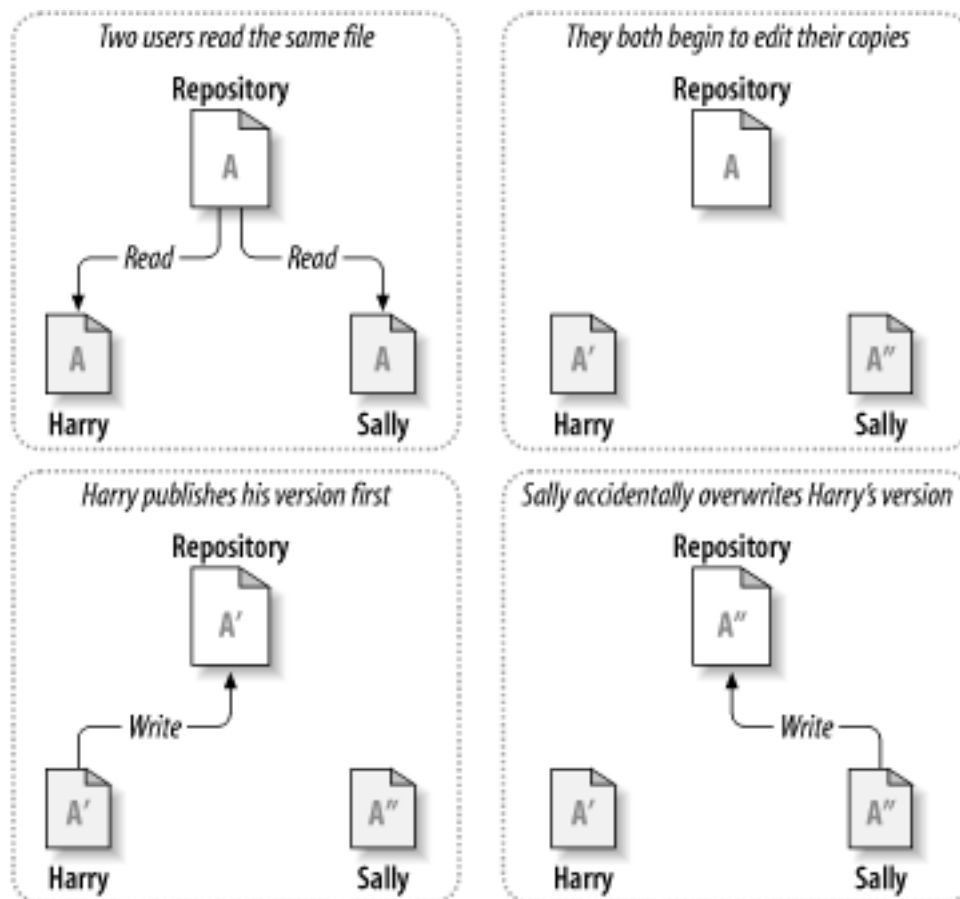 Two users read the same file
Repository
A
Read Read
A A
Harry Sally
They both begin to edit their copies
Repository
A
A′ A″
Harry Sally
Harry publishes his version first
Repository
A′
Write
A′ A″
Harry Sally
Sally accidentally overwrites Harry's version
Repository
A″
Write
A′ A″
Harry Sally